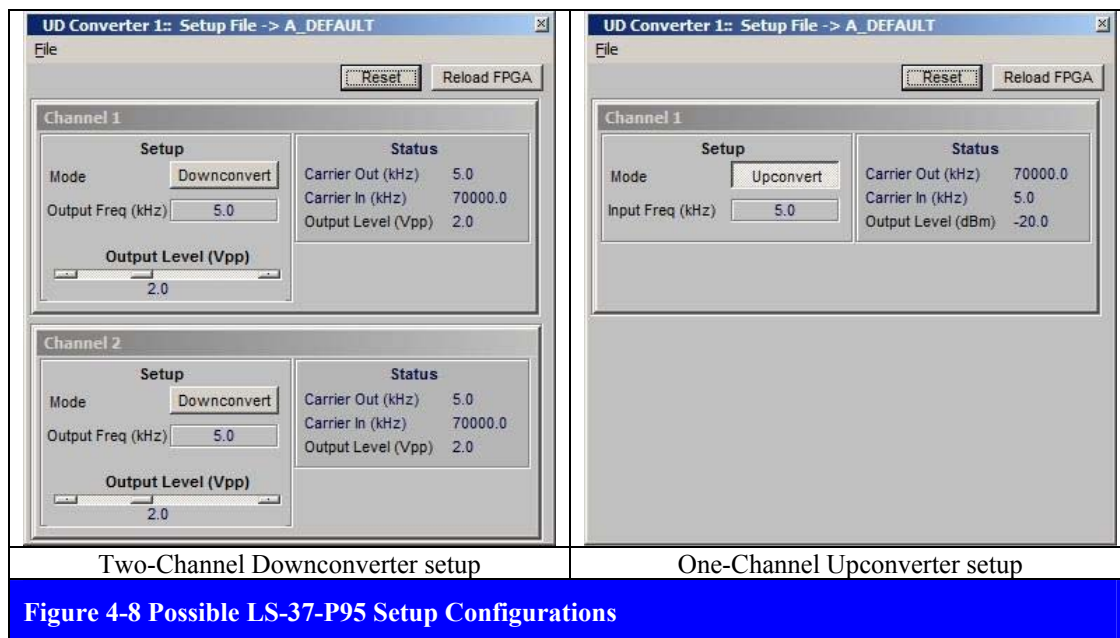 UD Converter 1:: Setup File -> A_DEFAULT
File
Reset Reload FPGA
Channel 1
Setup
Mode Downconvert
Output Freq (kHz) 5.0
Output Level (Vpp)
2.0
Status
Carrier Out (kHz) 5.0
Carrier In (kHz) 70000.0
Output Level (Vpp) 2.0
Channel 2
Setup
Mode Downconvert
Output Freq (kHz) 5.0
Output Level (Vpp)
2.0
Status
Carrier Out (kHz) 5.0
Carrier In (kHz) 70000.0
Output Level (Vpp) 2.0
Two-Channel Downconverter setup
UD Converter 1:: Setup File -> A_DEFAULT
File
Reset Reload FPGA
Channel 1
Setup
Mode Upconvert
Input Freq (kHz) 5.0
Status
Carrier Out (kHz) 70000.0
Carrier In (kHz) 5.0
Output Level (dBm) -20.0
One-Channel Upconverter setup
Figure 4-8 Possible LS-37-P95 Setup Configurations